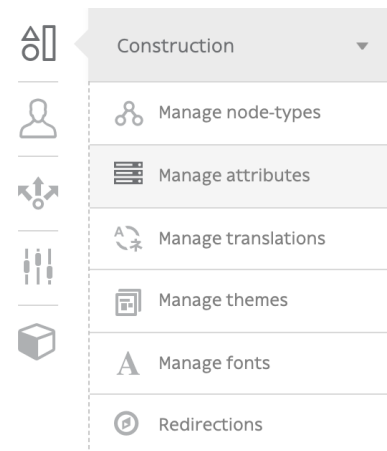 Construction
Manage node-types
Manage attributes
Manage translations
Manage themes
Manage fonts
Redirections